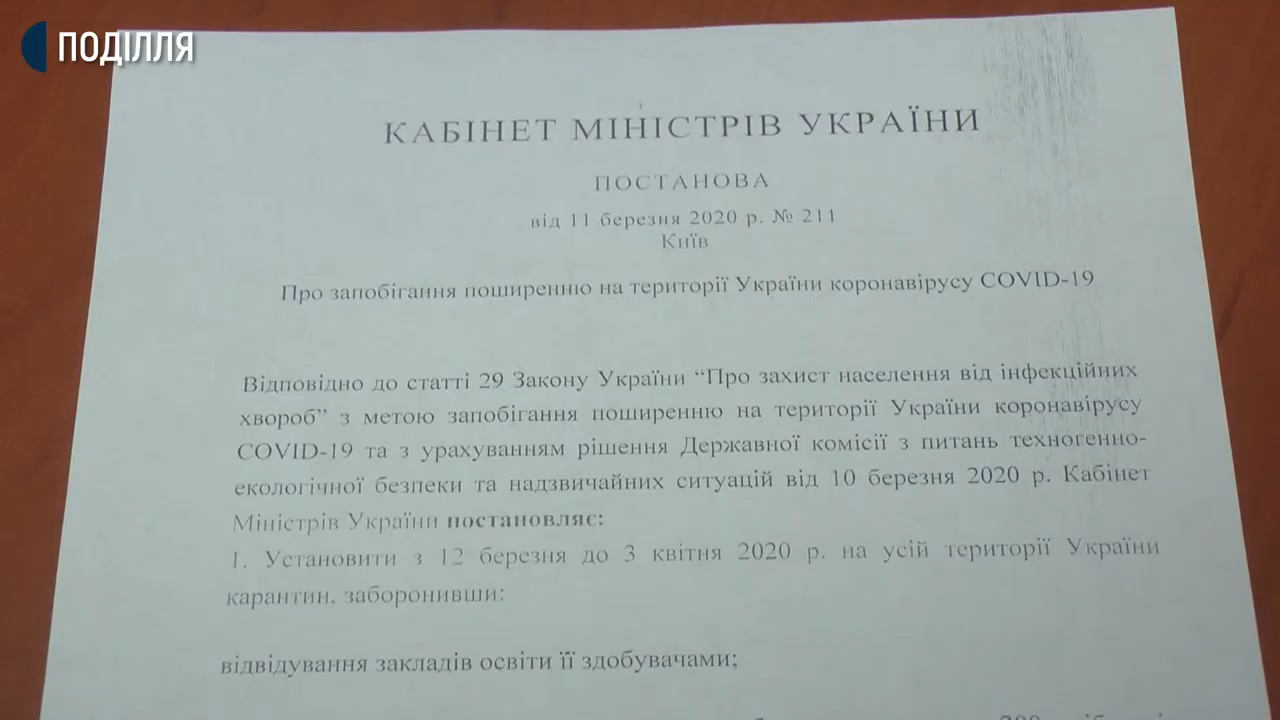 ПОДІЛЛЯ
КАБІНЕТ МІНІСТРІВ УКРАЇНИ
ПОСТАНОВА
від 11 березня 2020 р. № 211
Київ
Про запобігання поширенню на території України коронавірусу COVID-19
Відповідно до статті 29 Закону України “Про захист населення від інфекційних
хвороб” з метою запобігання поширенню на території України коронавірусу
COVID-19 та з урахуванням рішення Державної комісії з питань техногенно-
екологічної безпеки та надзвичайних ситуацій від 10 березня 2020 р. Кабінет
Міністрів України постановляє:
1. Установити з 12 березня до 3 квітня 2020 р. на усій території України
карантин, заборонивши:
відвідування закладів освіти її здобувачами;